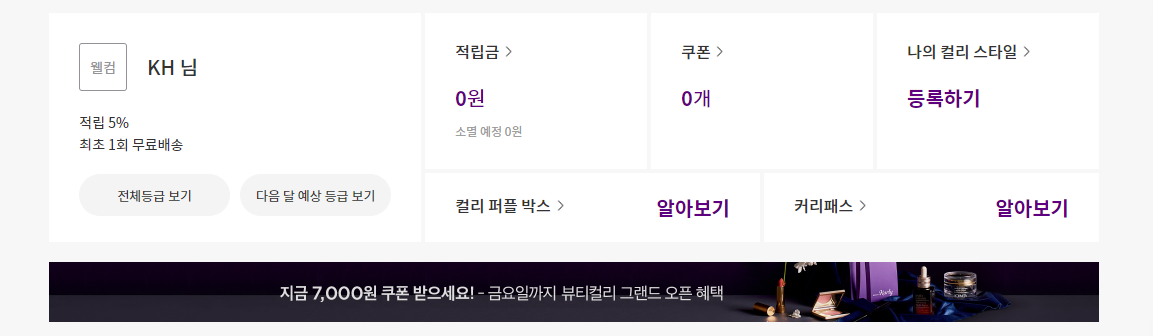 웰컴
KH 님
적립 5%
최초 1회 무료배송
전체등급 보기
다음 달 예상 등급 보기
적립금 >
0원
소멸 예정 0원
쿠폰 >
0개
나의 컬리 스타일 >
등록하기
컬리 퍼플 박스 >
알아보기
커리패스 >
알아보기
지금 7,000원 쿠폰 받으세요! - 금요일까지 뷰티컬리 그랜드 오픈 혜택